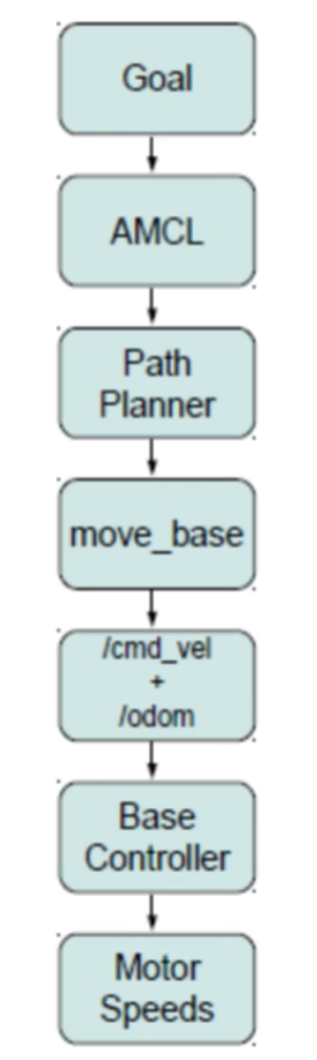 Goal
AMCL
Path
Planner
move_base
/cmd_vel
+
/odom
Base
Controller
Motor
Speeds